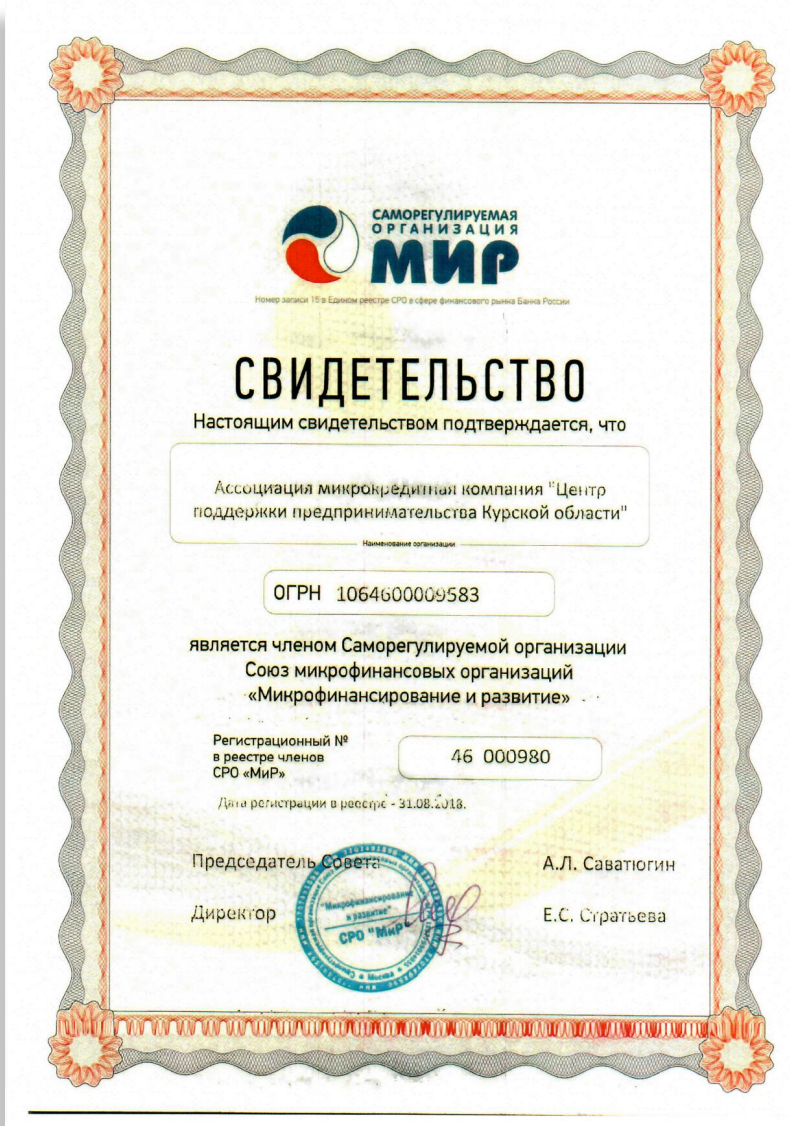 САМОРЕГУЛИРУЕМАЯ
ОРГАНИЗАЦИЯ
МИР
Номер записи 15 в Едином реестре СРО в сфере финансового рынка Банка России
СВИДЕТЕЛЬСТВО
Настоящим свидетельством подтверждается, что
Ассоциация микрокредитная компания "Центр
поддержки предпринимательства Курской области"
Наименование организации
ОГРН 1064600009583
является членом Саморегулируемой организации
Союз микрофинансовых организаций
«Микрофинансирование и развитие»
Регистрационный №
в реестре членов
СРО «МиР»
46 000980
Дата регистрации в реестре - 31.08.2018.
Председатель Совета
А.Л. Саватюгин
Директор
Е.С. Стратьева
"Микрофинансирование
и развитие"
СРО "МиР"
Москва